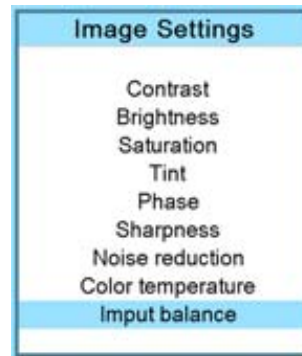 Image Settings
Contrast
Brightness
Saturation
Tint
Phase
Sharpness
Noise reduction
Color temperature
Imput balance